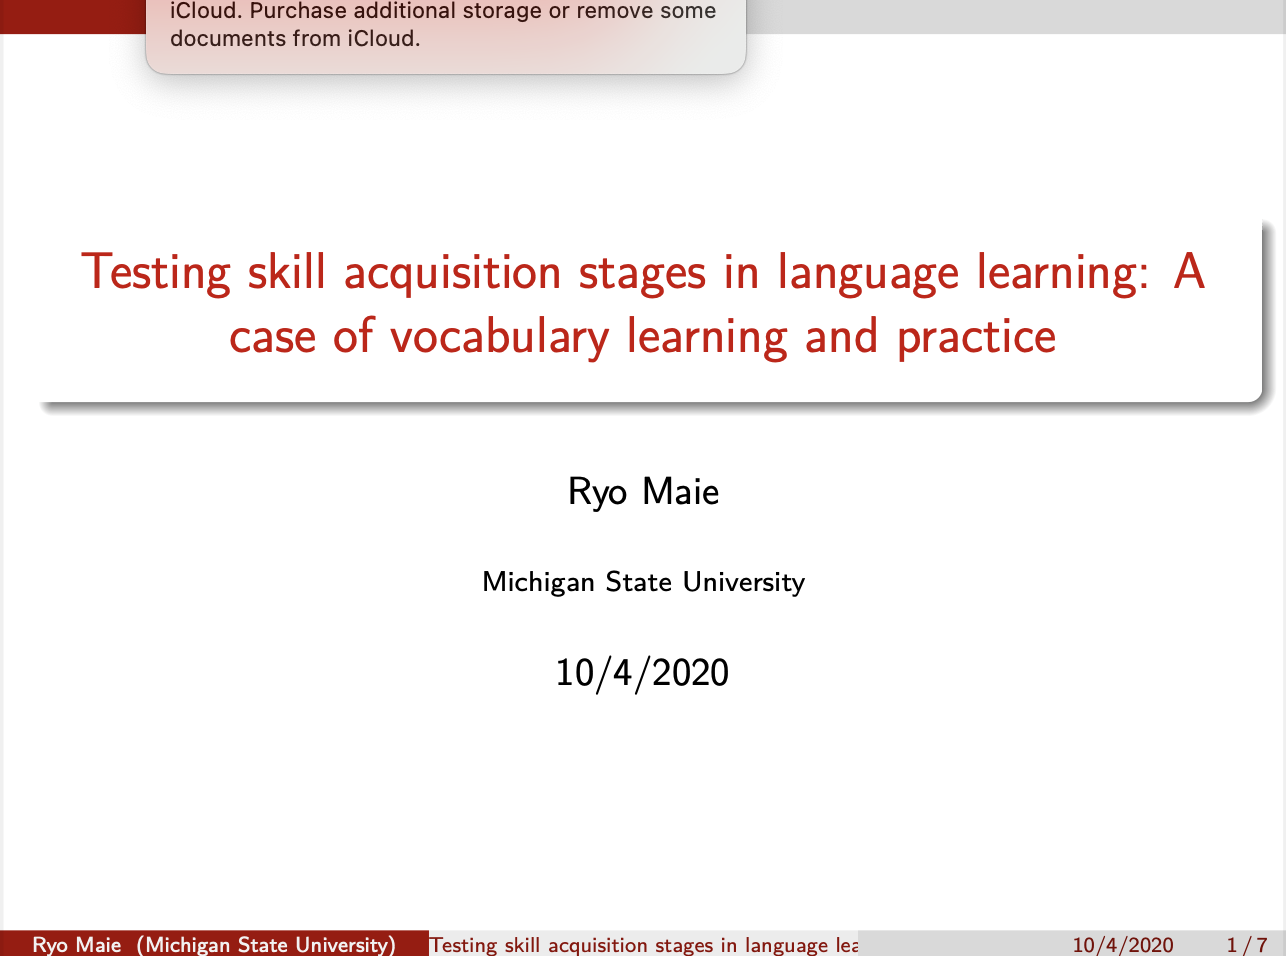 iCloud. Purchase additional storage or remove some
documents from iCloud.
Testing skill acquisition stages in language learning: A
case of vocabulary learning and practice
Ryo Maie
Michigan State University
10/4/2020
Ryo Maie (Michigan State University)
Testing skill acquisition stages in language lea
10/4/2020
1 / 7